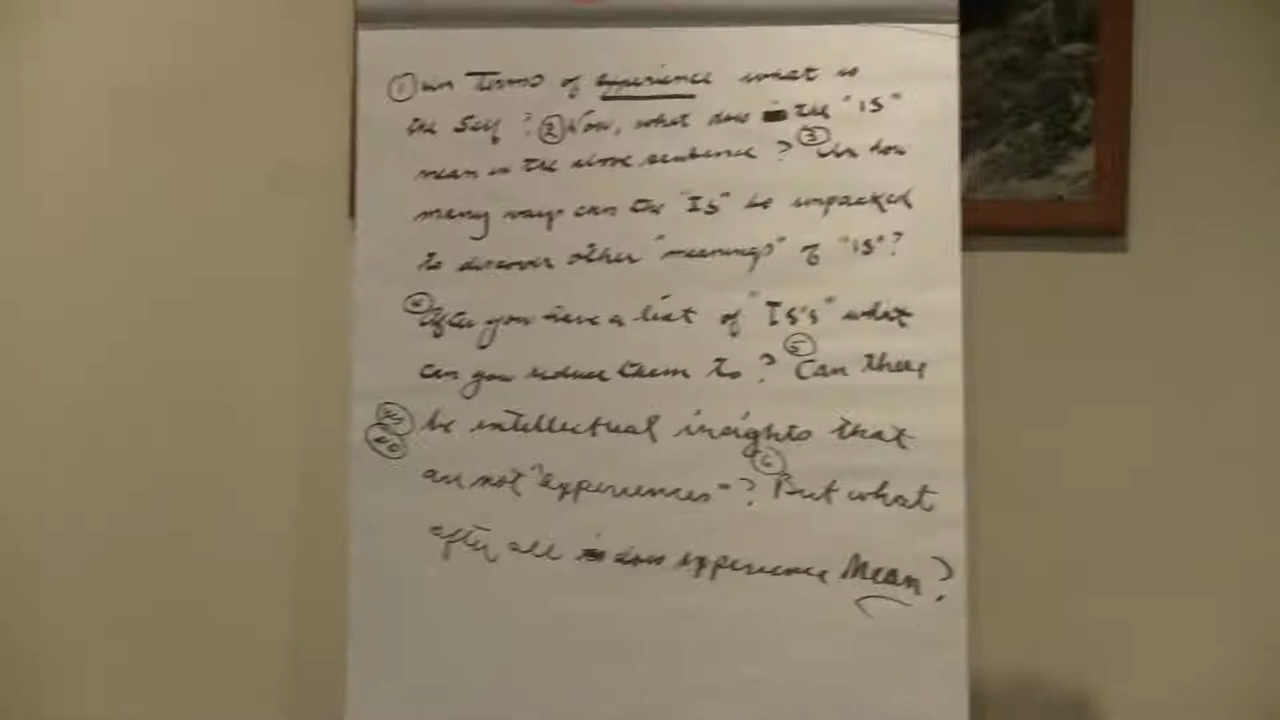 ① in Terms of experience what is
the Self? ② Now, what does the "IS"
mean in the above sentence? ③ In how
many ways can the "IS" be unpacked
to discover other "meanings" of "IS"?
④ After you have a list of "IS's" what
can you reduce them to? ⑤ Can there
be intellectual insights that
are not "experiences"? ⑥ But what
after all does experience Mean?